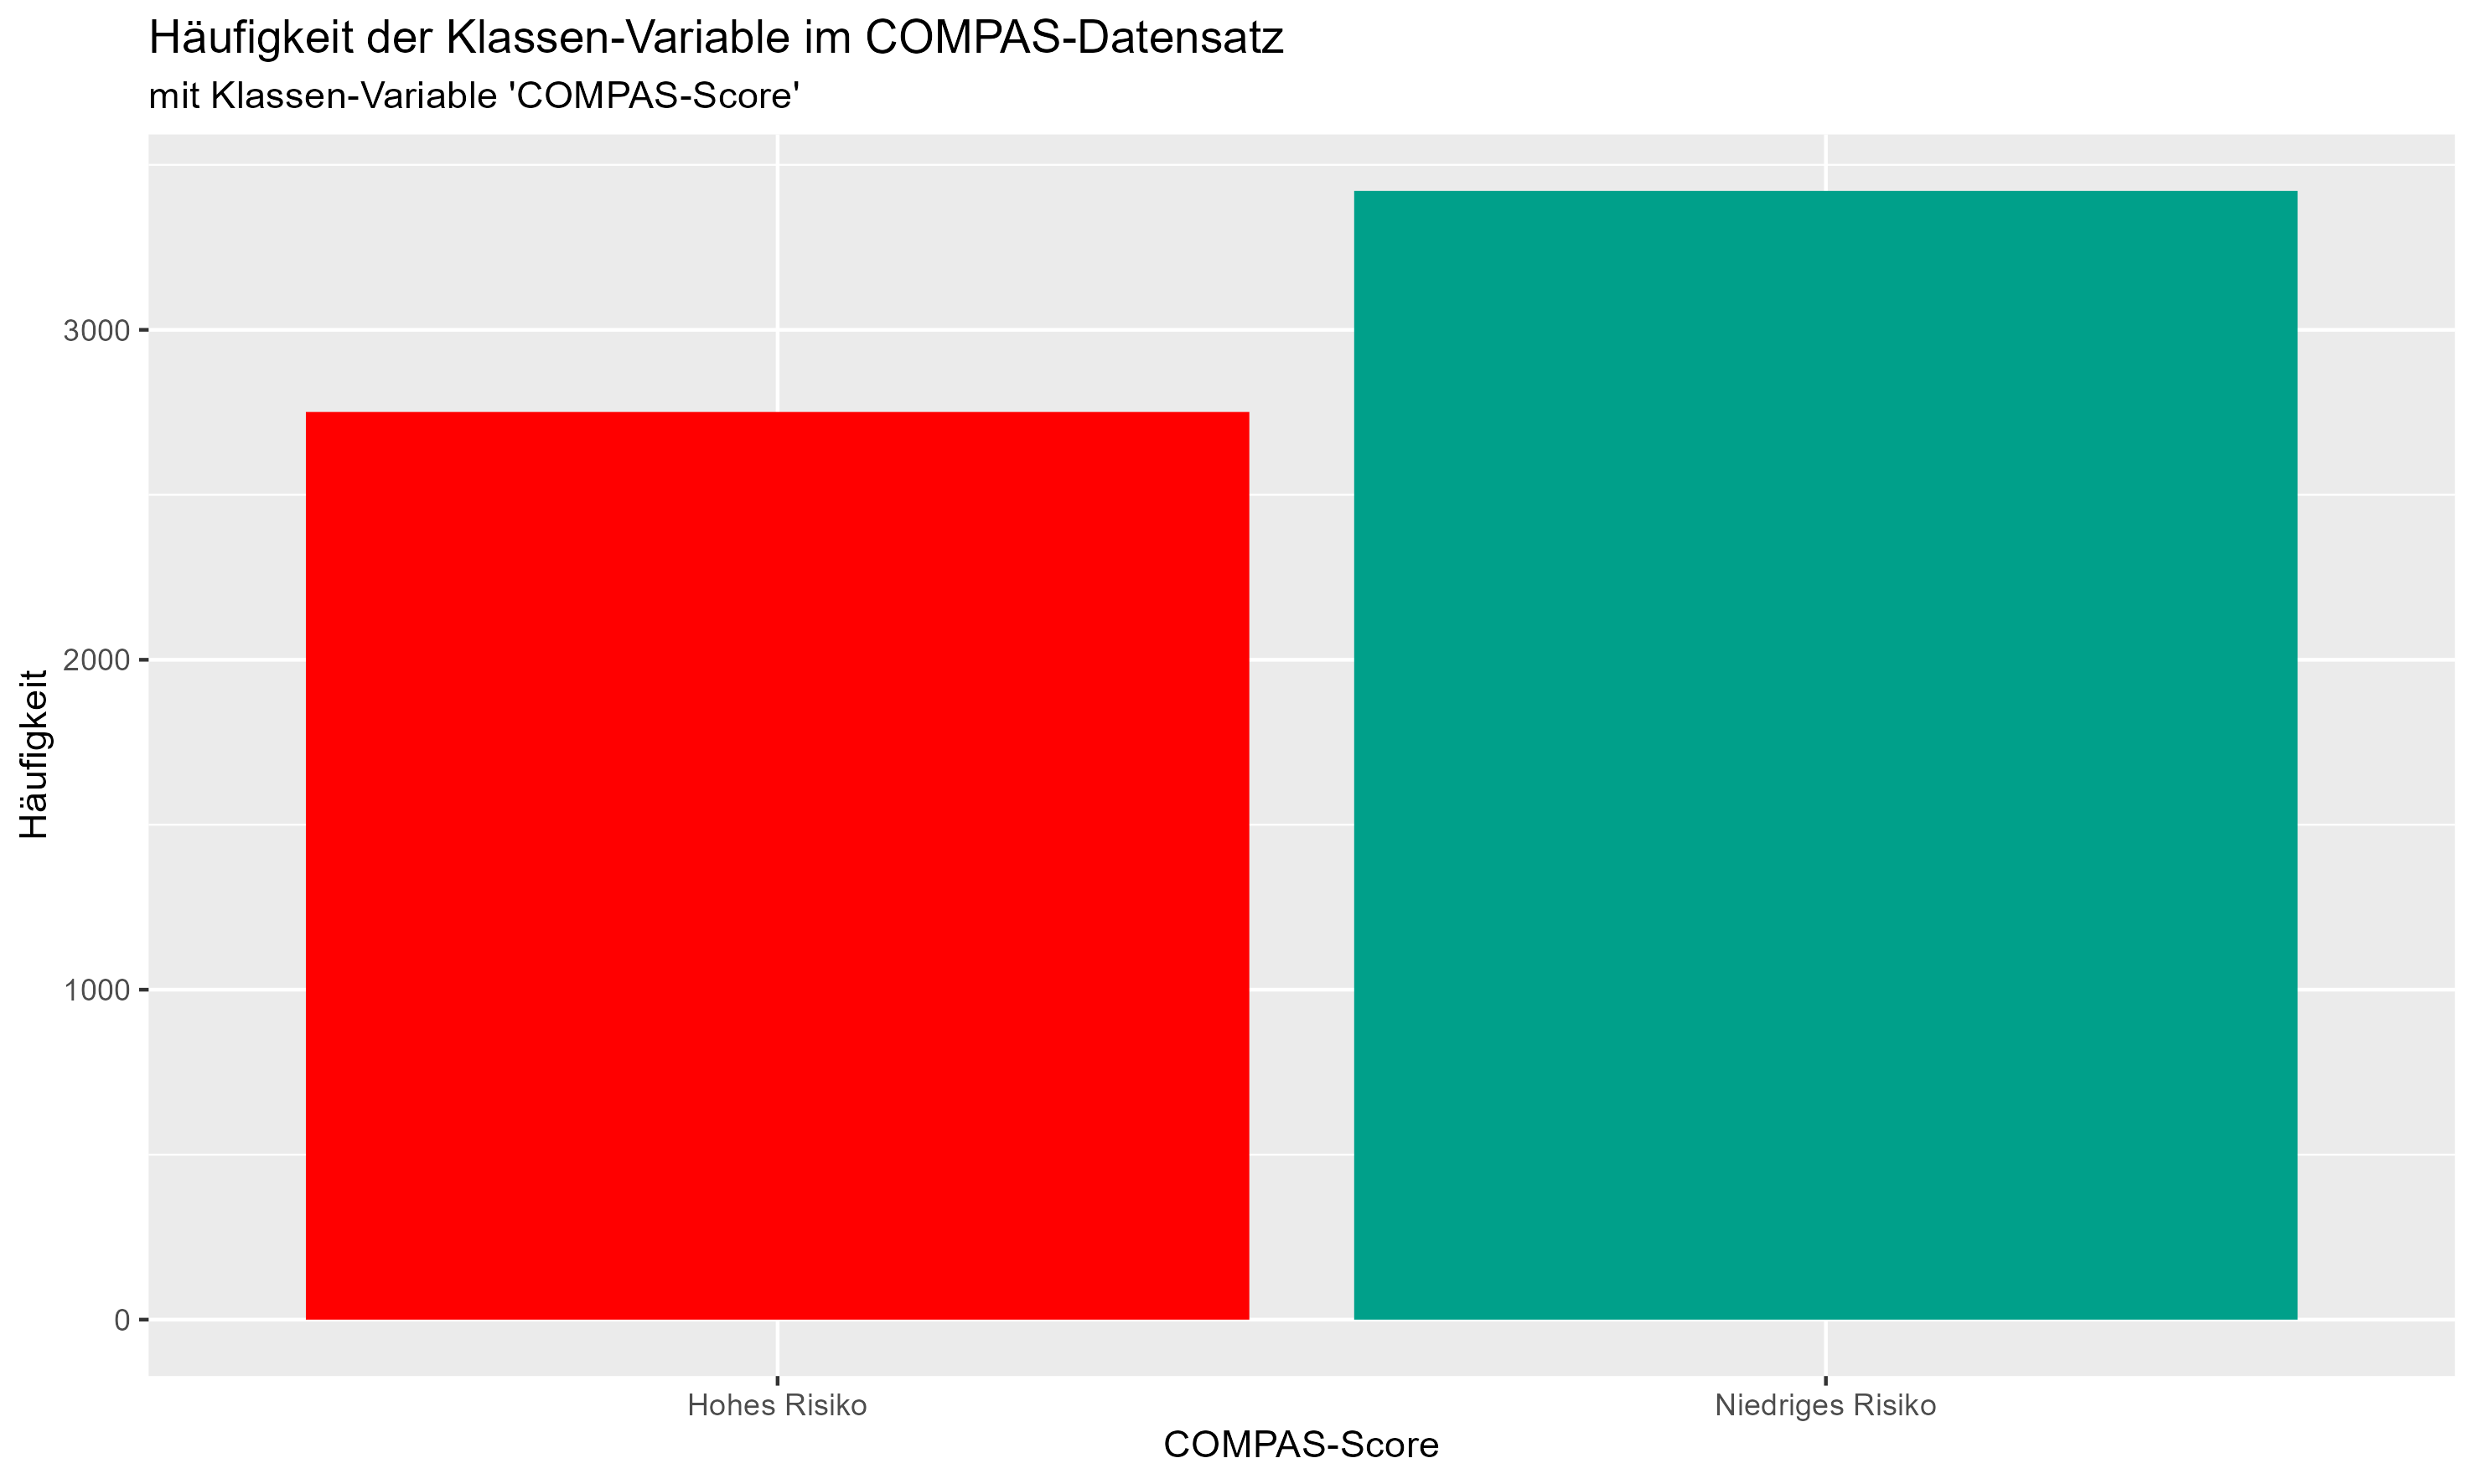 Häufigkeit der Klassen-Variable im COMPAS-Datensatz
mit Klassen-Variable 'COMPAS-Score'
Häufigkeit
3000
2000
1000
0
Hohes Risiko
Niedriges Risiko
COMPAS-Score